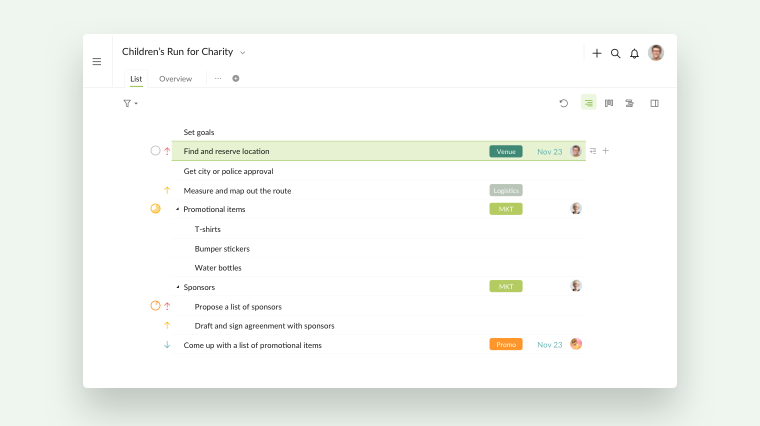 Children's Run for Charity
List Overview ...
Set goals
Find and reserve location Venue Nov 23
Get city or police approval
Measure and map out the route Logistics
Promotional items MKT
T-shirts
Bumper stickers
Water bottles
Sponsors MKT
Propose a list of sponsors
Draft and sign agreenment with sponsors
Come up with a list of promotional items Promo Nov 23